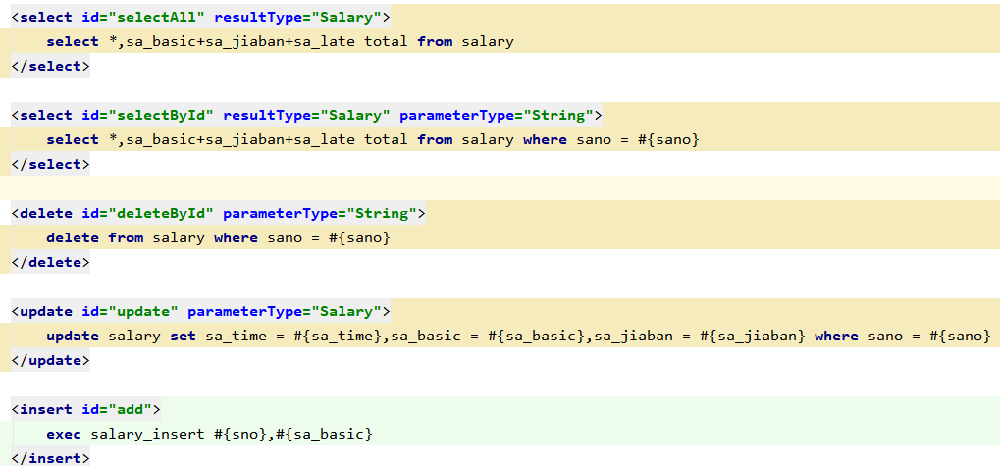 <select id="selectAll" resultType="Salary">
select *,sa_basic+sa_jiaban+sa_late total from salary
</select>
<select id="selectById" resultType="Salary" parameterType="String">
select *,sa_basic+sa_jiaban+sa_late total from salary where sano = #{sano}
</select>
<delete id="deleteById" parameterType="String">
delete from salary where sano = #{sano}
</delete>
<update id="update" parameterType="Salary">
update salary set sa_time = #{sa_time},sa_basic = #{sa_basic},sa_jiaban = #{sa_jiaban} where sano = #{sano}
</update>
<insert id="add">
exec salary_insert #{sno},#{sa_basic}
</insert>